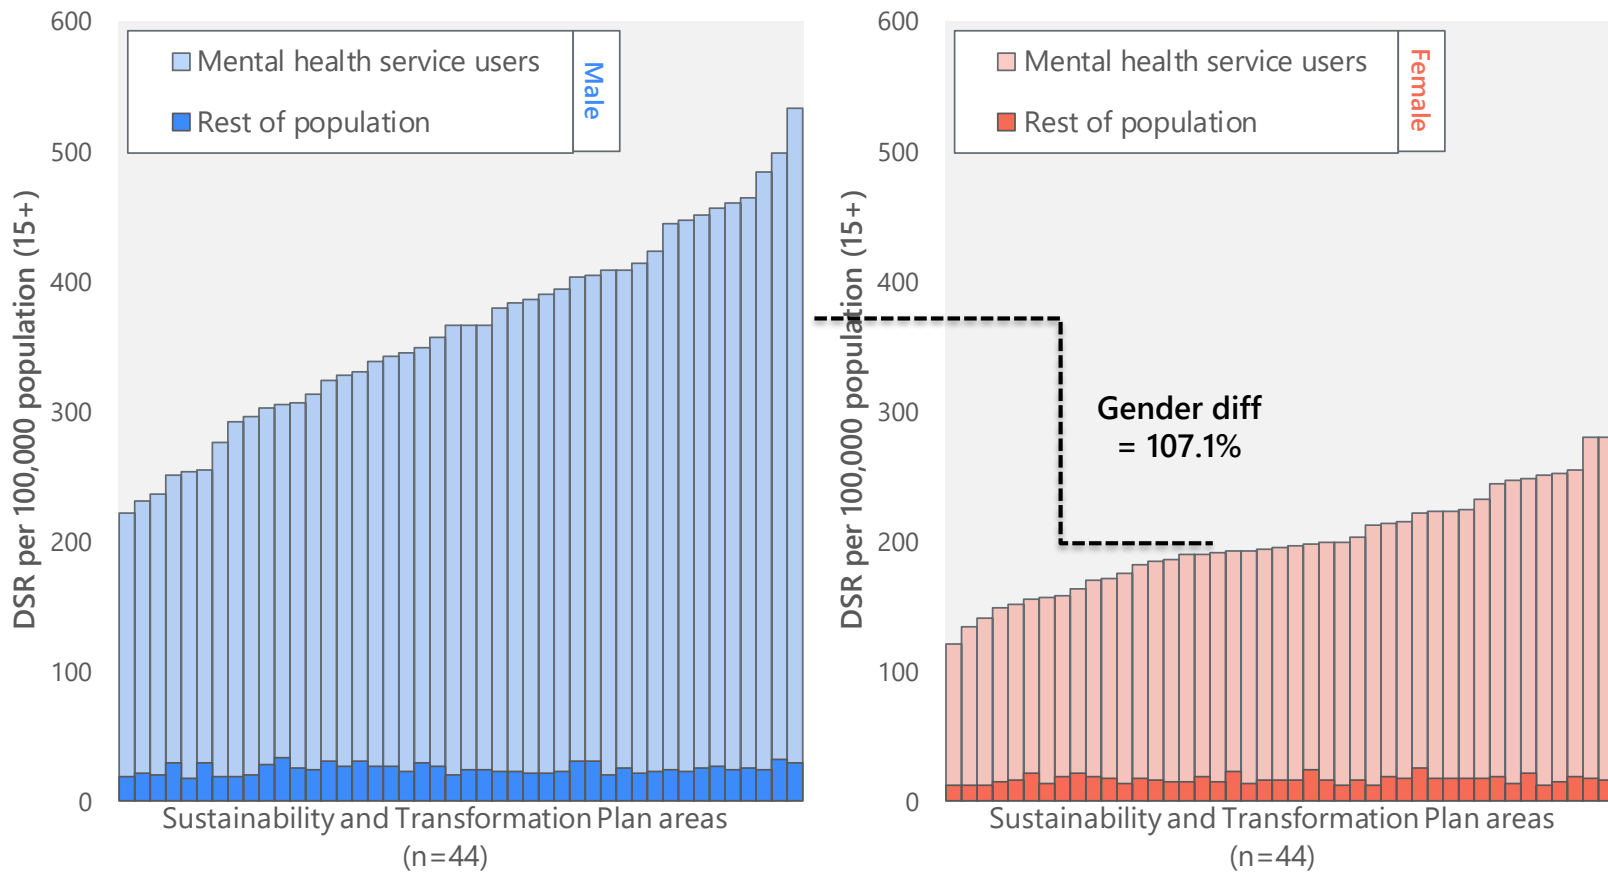 DSR per 100,000 population (15+)
600
500
400
300
200
100
0
Mental health service users
Rest of population
Male
Sustainability and Transformation Plan areas
(n=44)
DSR per 100,000 population (15+)
600
500
400
300
200
100
0
Mental health service users
Rest of population
Female
Gender diff
= 107.1%
Sustainability and Transformation Plan areas
(n=44)